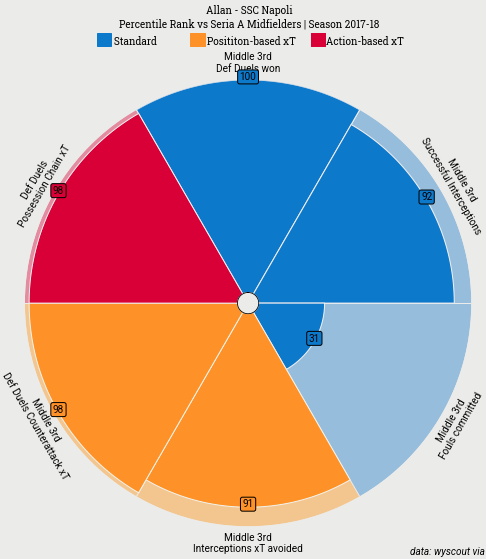 Allan - SSC Napoli
Percentile Rank vs Seria A Midfielders | Season 2017-18
Standard
Posititon-based xT
Action-based xT
Middle 3rd
Def Duels won
100
Middle 3rd
Successful Interceptions
92
Def Duels
Possession Chain xT
98
31
Middle 3rd
Fouls committed
Middle 3rd
Def Duels Counterattack xT
98
91
Middle 3rd
Interceptions xT avoided
data: wyscout via